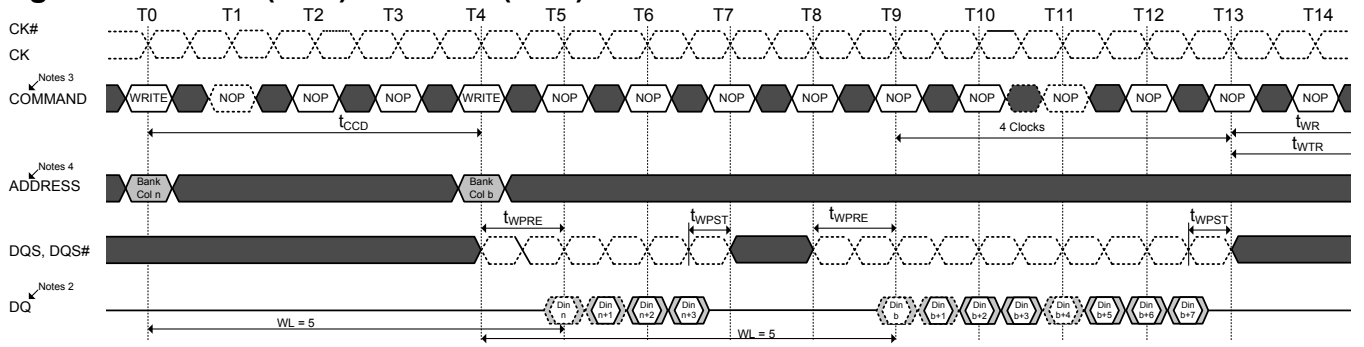 T0 T1 T2 T3 T4 T5 T6 T7 T8 T9 T10 T11 T12 T13 T14
CK#
CK
Notes 3
COMMAND
WRITE NOP NOP NOP WRITE NOP NOP NOP NOP NOP NOP NOP NOP NOP NOP
tCCD
4 Clocks
tWR
tWTR
Notes 4
ADDRESS
Bank Bank
Col n Col b
tWPRE tWPST tWPRE tWPST
DQS, DQS#
Notes 2
DQ
Din Din Din Din Din Din Din Din Din Din Din Din
n n+1 n+2 n+3 b b+1 b+2 b+3 b+4 b+5 b+6 b+7
WL = 5
WL = 5